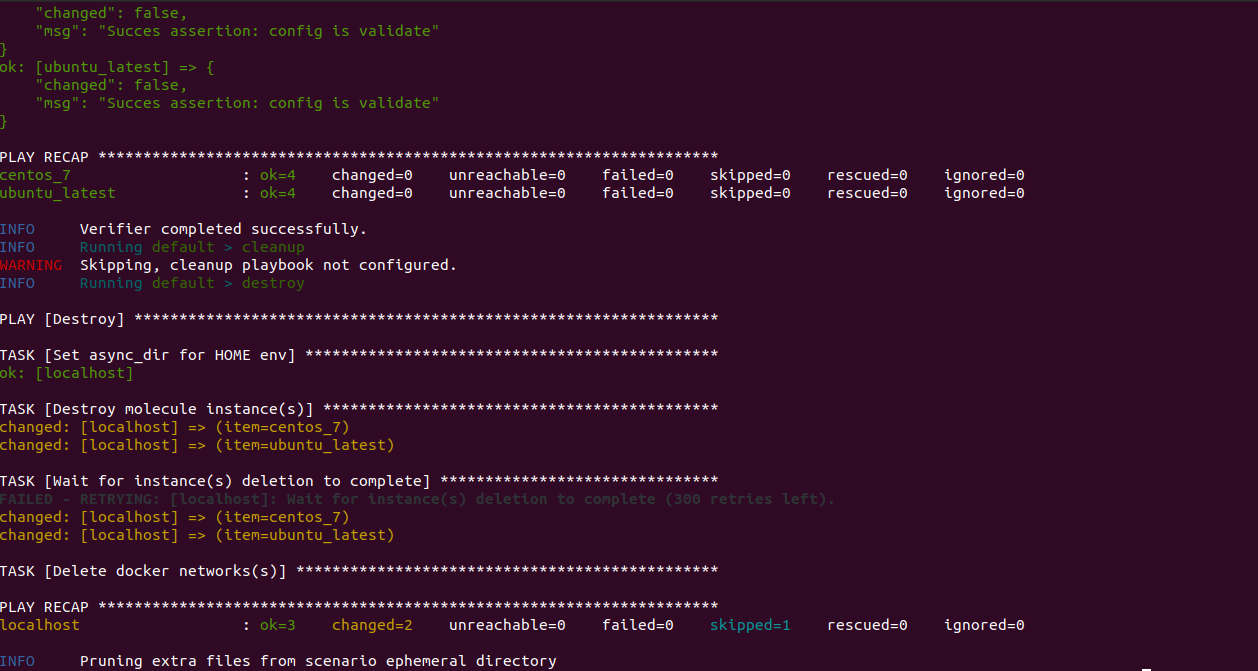 "changed": false,
"msg": "Succes assertion: config is validate"
}
ok: [ubuntu_latest] => {
"changed": false,
"msg": "Succes assertion: config is validate"
}
PLAY RECAP *********************************************************************
centos_7 : ok=4 changed=0 unreachable=0 failed=0 skipped=0 rescued=0 ignored=0
ubuntu_latest : ok=4 changed=0 unreachable=0 failed=0 skipped=0 rescued=0 ignored=0
INFO Verifier completed successfully.
INFO Running default > cleanup
WARNING Skipping, cleanup playbook not configured.
INFO Running default > destroy
PLAY [Destroy] *****************************************************************
TASK [Set async_dir for HOME env] **********************************************
ok: [localhost]
TASK [Destroy molecule instance(s)] ********************************************
changed: [localhost] => (item=centos_7)
changed: [localhost] => (item=ubuntu_latest)
TASK [Wait for instance(s) deletion to complete] *******************************
FAILED - RETRYING: [localhost]: Wait for instance(s) deletion to complete (300 retries left).
changed: [localhost] => (item=centos_7)
changed: [localhost] => (item=ubuntu_latest)
TASK [Delete docker networks(s)] ***********************************************
PLAY RECAP *********************************************************************
localhost : ok=3 changed=2 unreachable=0 failed=0 skipped=1 rescued=0 ignored=0
INFO Pruning extra files from scenario ephemeral directory